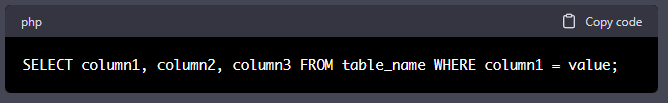 php Copy code
SELECT column1, column2, column3 FROM table_name WHERE column1 = value;